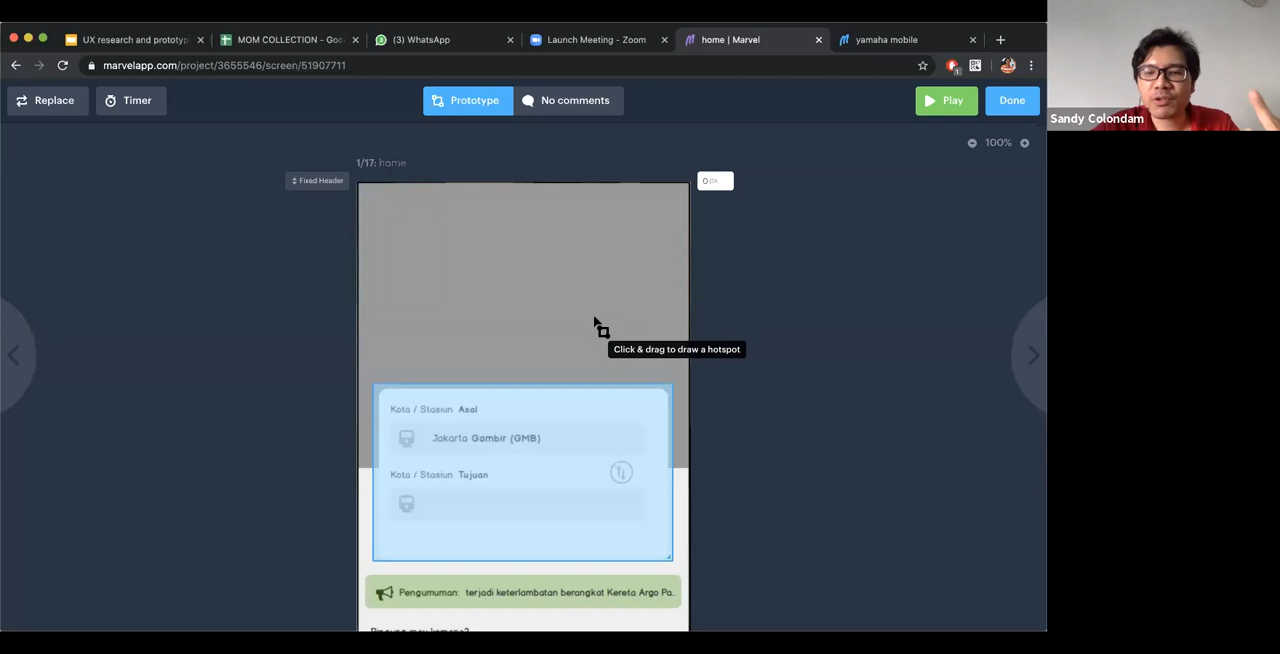 UX research and prototyp
MOM COLLECTION - Goo
(3) WhatsApp
Launch Meeting - Zoom
home | Marvel
yamaha mobile
marvelapp.com/project/3655546/screen/51907711
1
Replace
Timer
Prototype
No comments
Play
Done
Sandy Colondam
100%
1/17: home
Fixed Header
0 PX
Click & drag to draw a hotspot
Kota / Stasiun Asal
Jakarta Gambir (GMB)
Kota / Stasiun Tujuan
Pengumuman: terjadi keterlambatan berangkat Kereta Argo Pa..